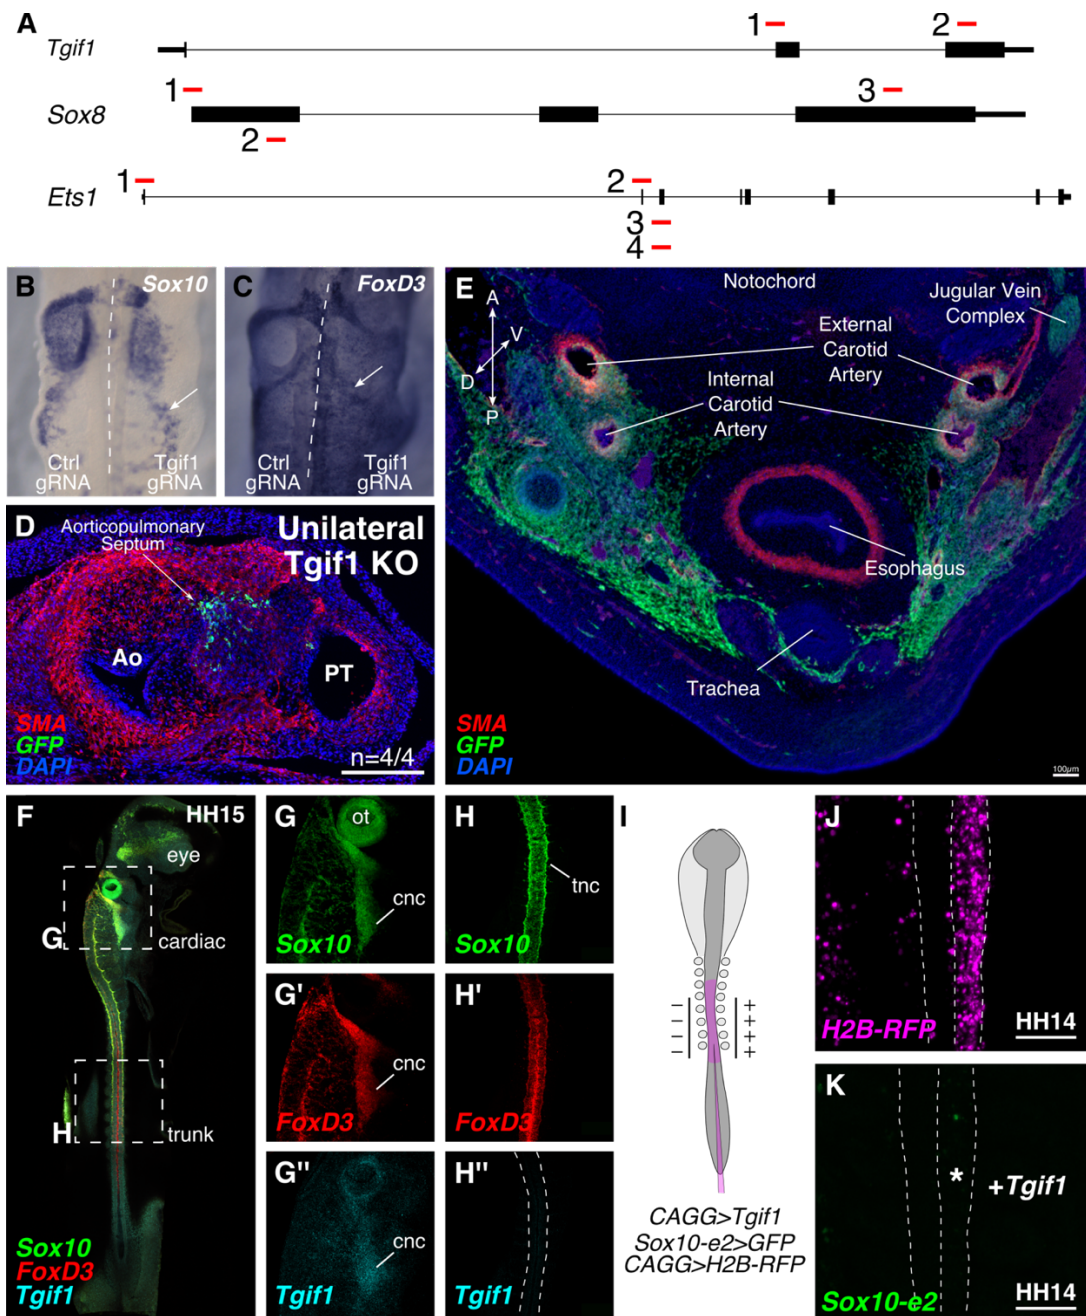 A
Tgif1
1
2
Sox8
1
2
3
Ets1
1
2
3
4
B
Sox10
Ctrl
gRNA
Tgif1
gRNA
C
FoxD3
Ctrl
gRNA
Tgif1
gRNA
D
Aorticopulmonary
Septum
Unilateral
Tgif1 KO
Ao
PT
SMA
GFP
DAPI
n=4/4
E
A
V
D
P
Notochord
Jugular Vein
Complex
External
Carotid
Artery
Internal
Carotid
Artery
Esophagus
Trachea
SMA
GFP
DAPI
100μm
F
HH15
eye
G
cardiac
H
trunk
Sox10
FoxD3
Tgif1
G
ot
cnc
Sox10
G'
cnc
FoxD3
G"
cnc
Tgif1
H
tnc
Sox10
H'
FoxD3
H"
Tgif1
I
− +
− +
− +
− +
CAGG>Tgif1
Sox10-e2>GFP
CAGG>H2B-RFP
J
H2B-RFP
HH14
K
*
+Tgif1
Sox10-e2
HH14